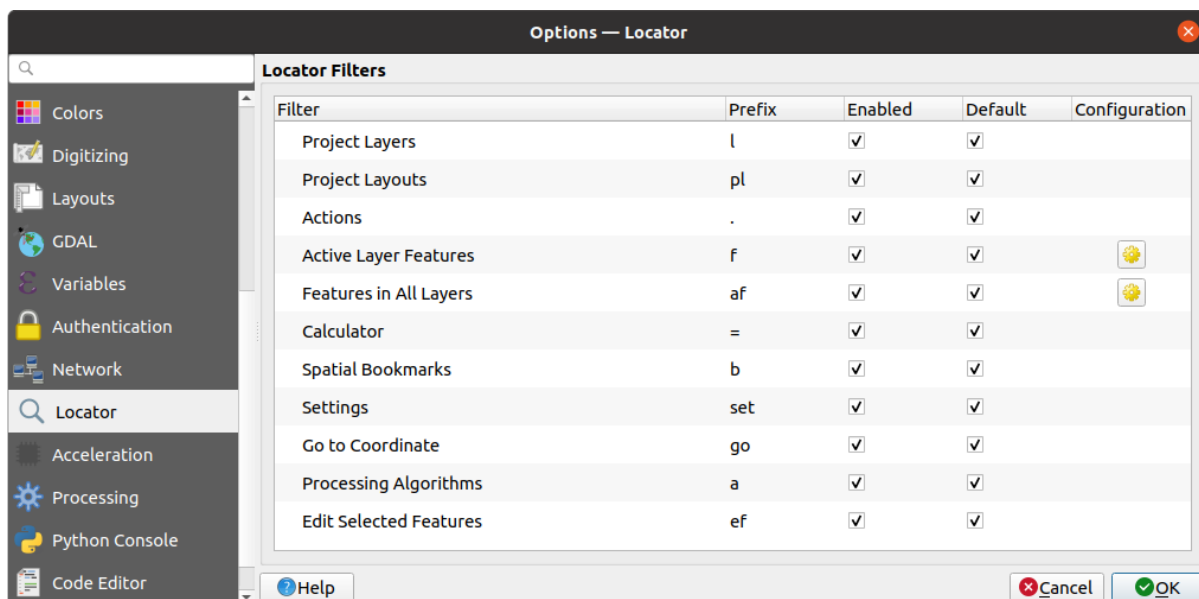 Options — Locator
Colors
Digitizing
Layouts
GDAL
Variables
Authentication
Network
Locator
Acceleration
Processing
Python Console
Code Editor
Locator Filters
Filter Prefix Enabled Default Configuration
Project Layers l
Project Layouts pl
Actions .
Active Layer Features f
Features in All Layers af
Calculator =
Spatial Bookmarks b
Settings set
Go to Coordinate go
Processing Algorithms a
Edit Selected Features ef
Help Cancel OK